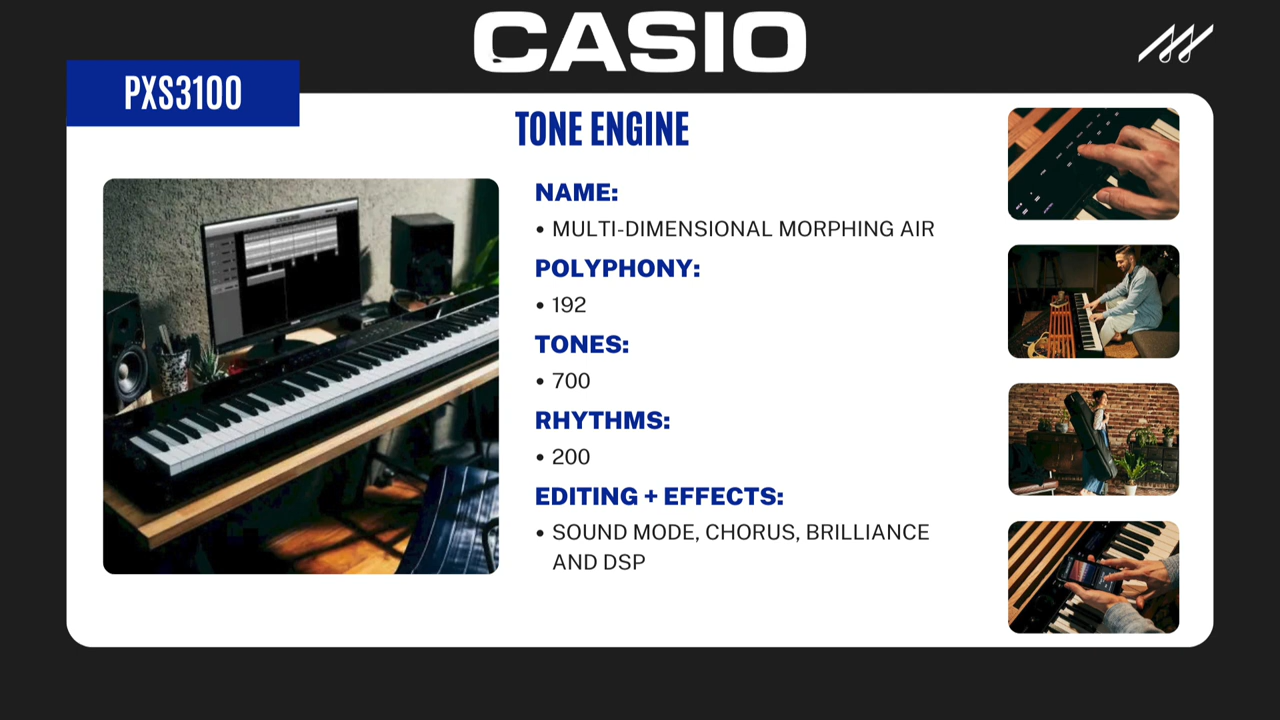 CASIO
PXS3100
TONE ENGINE
NAME:
• MULTI-DIMENSIONAL MORPHING AIR
POLYPHONY:
• 192
TONES:
• 700
RHYTHMS:
• 200
EDITING + EFFECTS:
• SOUND MODE, CHORUS, BRILLIANCE
AND DSP